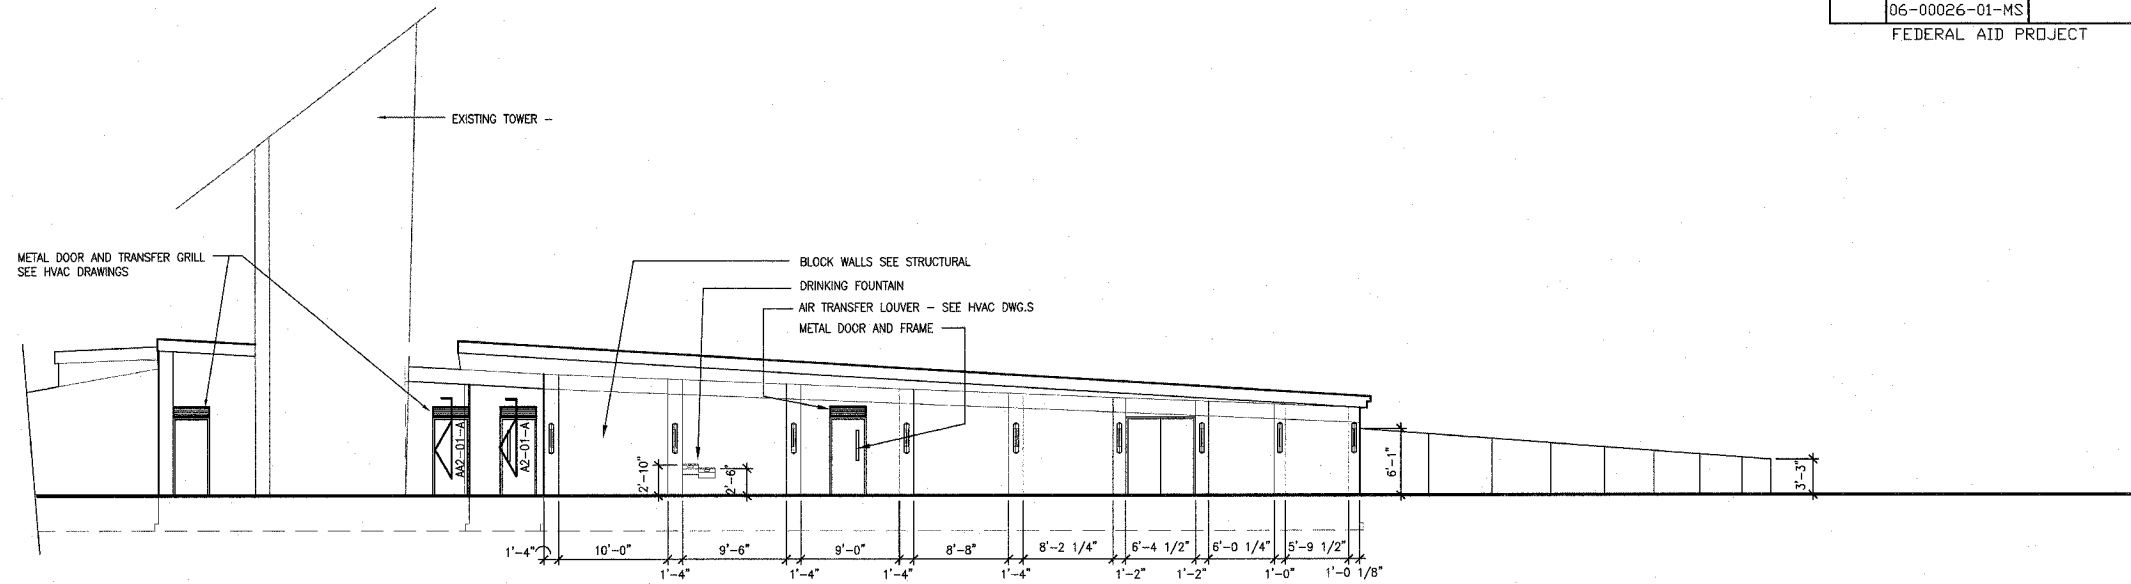 06-00026-01-MS
FEDERAL AID PROJECT
EXISTING TOWER -
METAL DOOR AND TRANSFER GRILL
SEE HVAC DRAWINGS
BLOCK WALLS SEE STRUCTURAL
DRINKING FOUNTAIN
AIR TRANSFER LOUVER - SEE HVAC DWG.S
METAL DOOR AND FRAME
AA2-01-A
A2-01-A
2'-10"
2'-6"
6'-1"
3'-3"
1'-4" 10'-0" 9'-6" 9'-0" 8'-8" 8'-2 1/4" 6'-4 1/2" 6'-0 1/4" 5'-9 1/2"
1'-4" 1'-4" 1'-4" 1'-4" 1'-2" 1'-2" 1'-0" 1'-0 1/8"